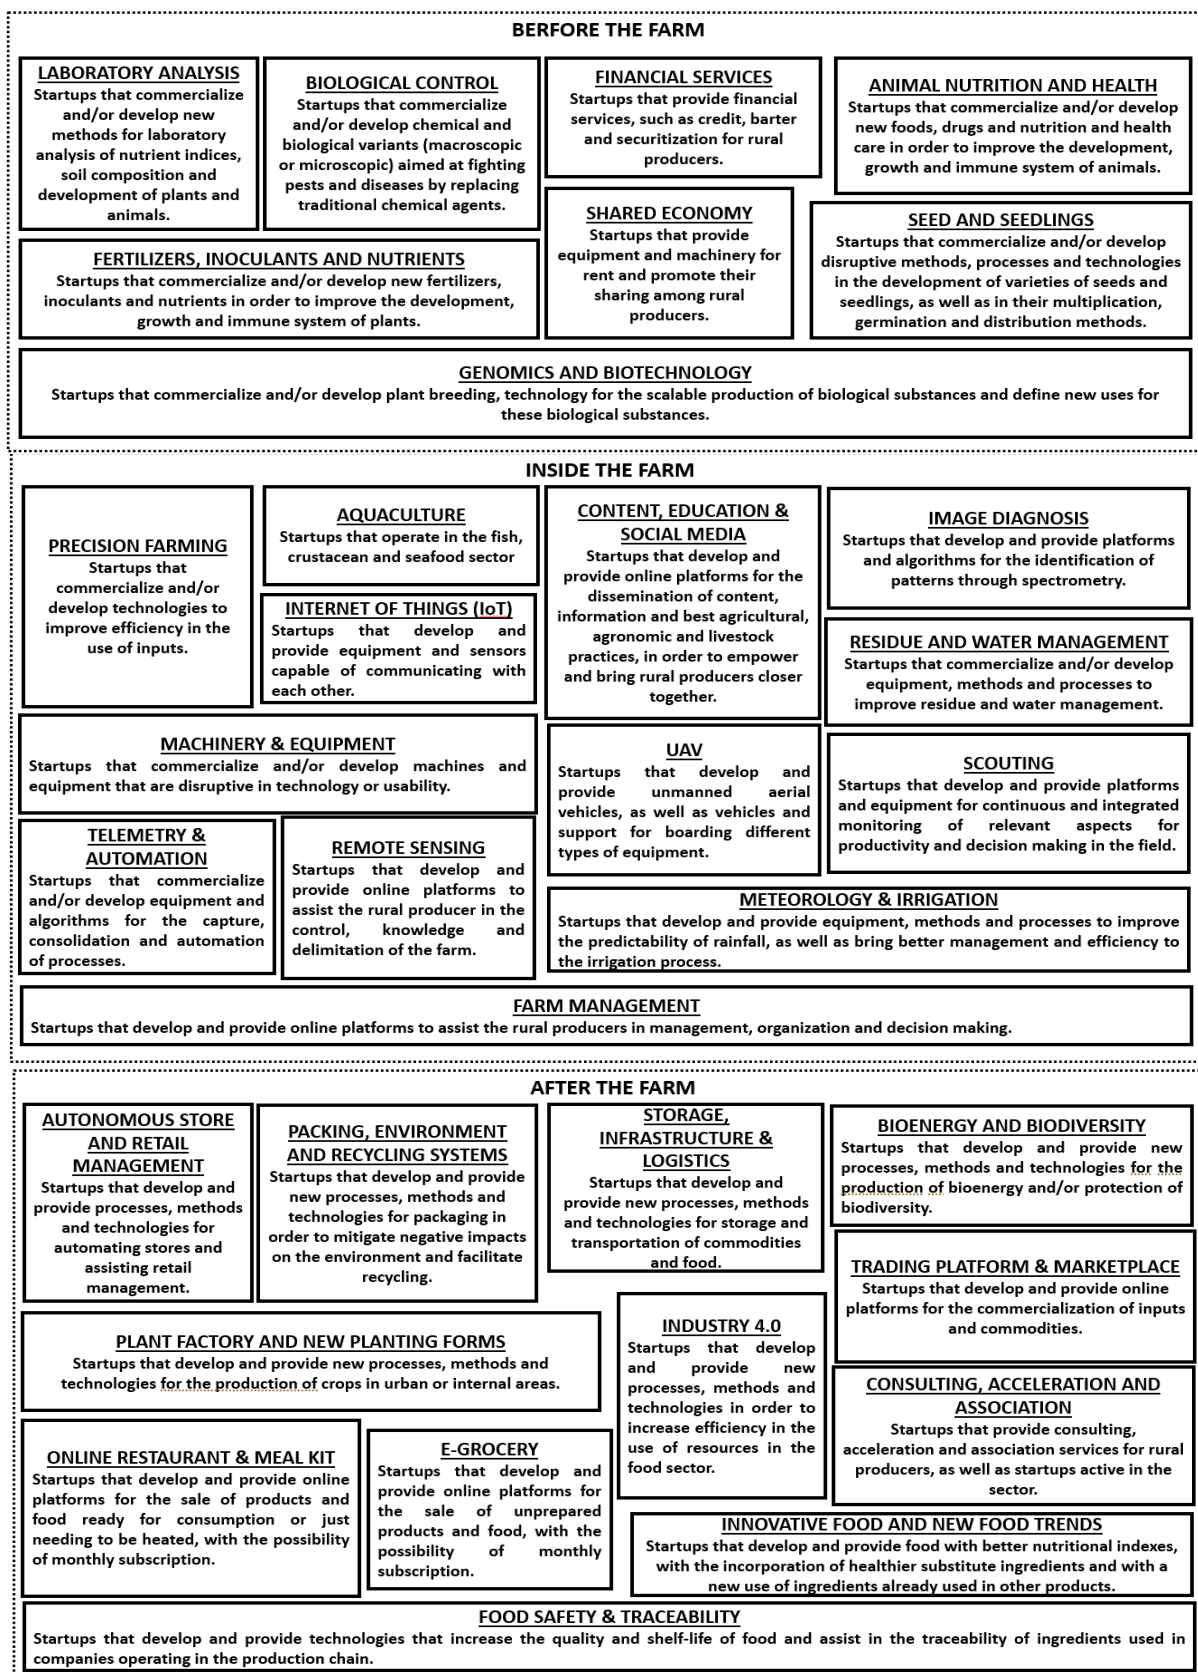 BERFORE THE FARM
LABORATORY ANALYSIS
Startups that commercialize
and/or develop new
methods for laboratory
analysis of nutrient indices,
soil composition and
development of plants and
animals.
BIOLOGICAL CONTROL
Startups that commercialize
and/or develop chemical and
biological variants (macroscopic
or microscopic) aimed at fighting
pests and diseases by replacing
traditional chemical agents.
FINANCIAL SERVICES
Startups that provide financial
services, such as credit, barter
and securitization for rural
producers.
ANIMAL NUTRITION AND HEALTH
Startups that commercialize and/or develop
new foods, drugs and nutrition and health
care in order to improve the development,
growth and immune system of animals.
SHARED ECONOMY
Startups that provide
equipment and machinery for
rent and promote their
sharing among rural
producers.
SEED AND SEEDLINGS
Startups that commercialize and/or develop
disruptive methods, processes and technologies
in the development of varieties of seeds and
seedlings, as well as in their multiplication,
germination and distribution methods.
FERTILIZERS, INOCULANTS AND NUTRIENTS
Startups that commercialize and/or develop new fertilizers,
inoculants and nutrients in order to improve the development,
growth and immune system of plants.
GENOMICS AND BIOTECHNOLOGY
Startups that commercialize and/or develop plant breeding, technology for the scalable production of biological substances and define new uses for
these biological substances.
INSIDE THE FARM
PRECISION FARMING
Startups that
commercialize and/or
develop technologies to
improve efficiency in the
use of inputs.
AQUACULTURE
Startups that operate in the fish,
crustacean and seafood sector
INTERNET OF THINGS (IoT)
Startups that develop and
provide equipment and sensors
capable of communicating with
each other.
CONTENT, EDUCATION &
SOCIAL MEDIA
Startups that develop and
provide online platforms for the
dissemination of content,
information and best agricultural,
agronomic and livestock
practices, in order to empower
and bring rural producers closer
together.
IMAGE DIAGNOSIS
Startups that develop and provide platforms
and algorithms for the identification of
patterns through spectrometry.
RESIDUE AND WATER MANAGEMENT
Startups that commercialize and/or develop
equipment, methods and processes to
improve residue and water management.
MACHINERY & EQUIPMENT
Startups that commercialize and/or develop machines and
equipment that are disruptive in technology or usability.
UAV
Startups that develop and
provide unmanned aerial
vehicles, as well as vehicles and
support for boarding different
types of equipment.
SCOUTING
Startups that develop and provide platforms
and equipment for continuous and integrated
monitoring of relevant aspects for
productivity and decision making in the field.
TELEMETRY &
AUTOMATION
Startups that commercialize
and/or develop equipment and
algorithms for the capture,
consolidation and automation
of processes.
REMOTE SENSING
Startups that develop and
provide online platforms to
assist the rural producer in the
control, knowledge and
delimitation of the farm.
METEOROLOGY & IRRIGATION
Startups that develop and provide equipment, methods and processes to improve
the predictability of rainfall, as well as bring better management and efficiency to
the irrigation process.
FARM MANAGEMENT
Startups that develop and provide online platforms to assist the rural producers in management, organization and decision making.
AFTER THE FARM
AUTONOMOUS STORE
AND RETAIL
MANAGEMENT
Startups that develop and
provide processes, methods
and technologies for
automating stores and
assisting retail
management.
PACKING, ENVIRONMENT
AND RECYCLING SYSTEMS
Startups that develop and provide
new processes, methods and
technologies for packaging in
order to mitigate negative impacts
on the environment and facilitate
recycling.
STORAGE,
INFRASTRUCTURE &
LOGISTICS
Startups that develop and
provide new processes, methods
and technologies for storage and
transportation of commodities
and food.
BIOENERGY AND BIODIVERSITY
Startups that develop and provide new
processes, methods and technologies for the
production of bioenergy and/or protection of
biodiversity.
TRADING PLATFORM & MARKETPLACE
Startups that develop and provide online
platforms for the commercialization of inputs
and commodities.
PLANT FACTORY AND NEW PLANTING FORMS
Startups that develop and provide new processes, methods and
technologies for the production of crops in urban or internal areas.
INDUSTRY 4.0
Startups that develop
and provide new
processes, methods and
technologies in order to
increase efficiency in the
use of resources in the
food sector.
CONSULTING, ACCELERATION AND
ASSOCIATION
Startups that provide consulting,
acceleration and association services for rural
producers, as well as startups active in the
sector.
ONLINE RESTAURANT & MEAL KIT
Startups that develop and provide online
platforms for the sale of products and
food ready for consumption or just
needing to be heated, with the possibility
of monthly subscription.
E-GROCERY
Startups that develop and
provide online platforms for
the sale of unprepared
products and food, with the
possibility of monthly
subscription.
INNOVATIVE FOOD AND NEW FOOD TRENDS
Startups that develop and provide food with better nutritional indexes,
with the incorporation of healthier substitute ingredients and with a
new use of ingredients already used in other products.
FOOD SAFETY & TRACEABILITY
Startups that develop and provide technologies that increase the quality and shelf-life of food and assist in the traceability of ingredients used in
companies operating in the production chain.